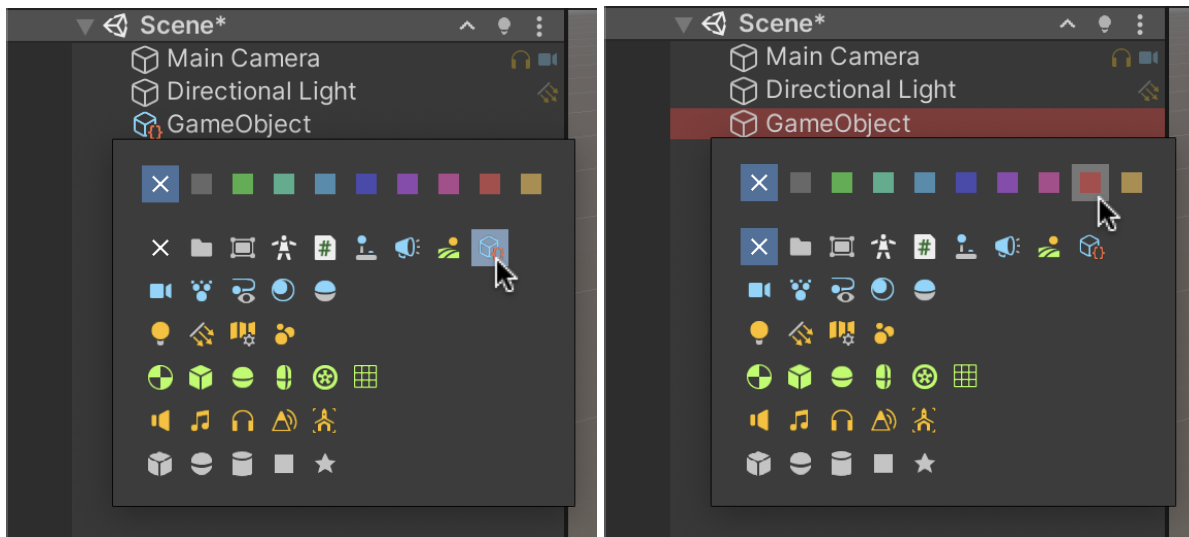 Scene*
Main Camera
Directional Light
GameObject
Scene*
Main Camera
Directional Light
GameObject